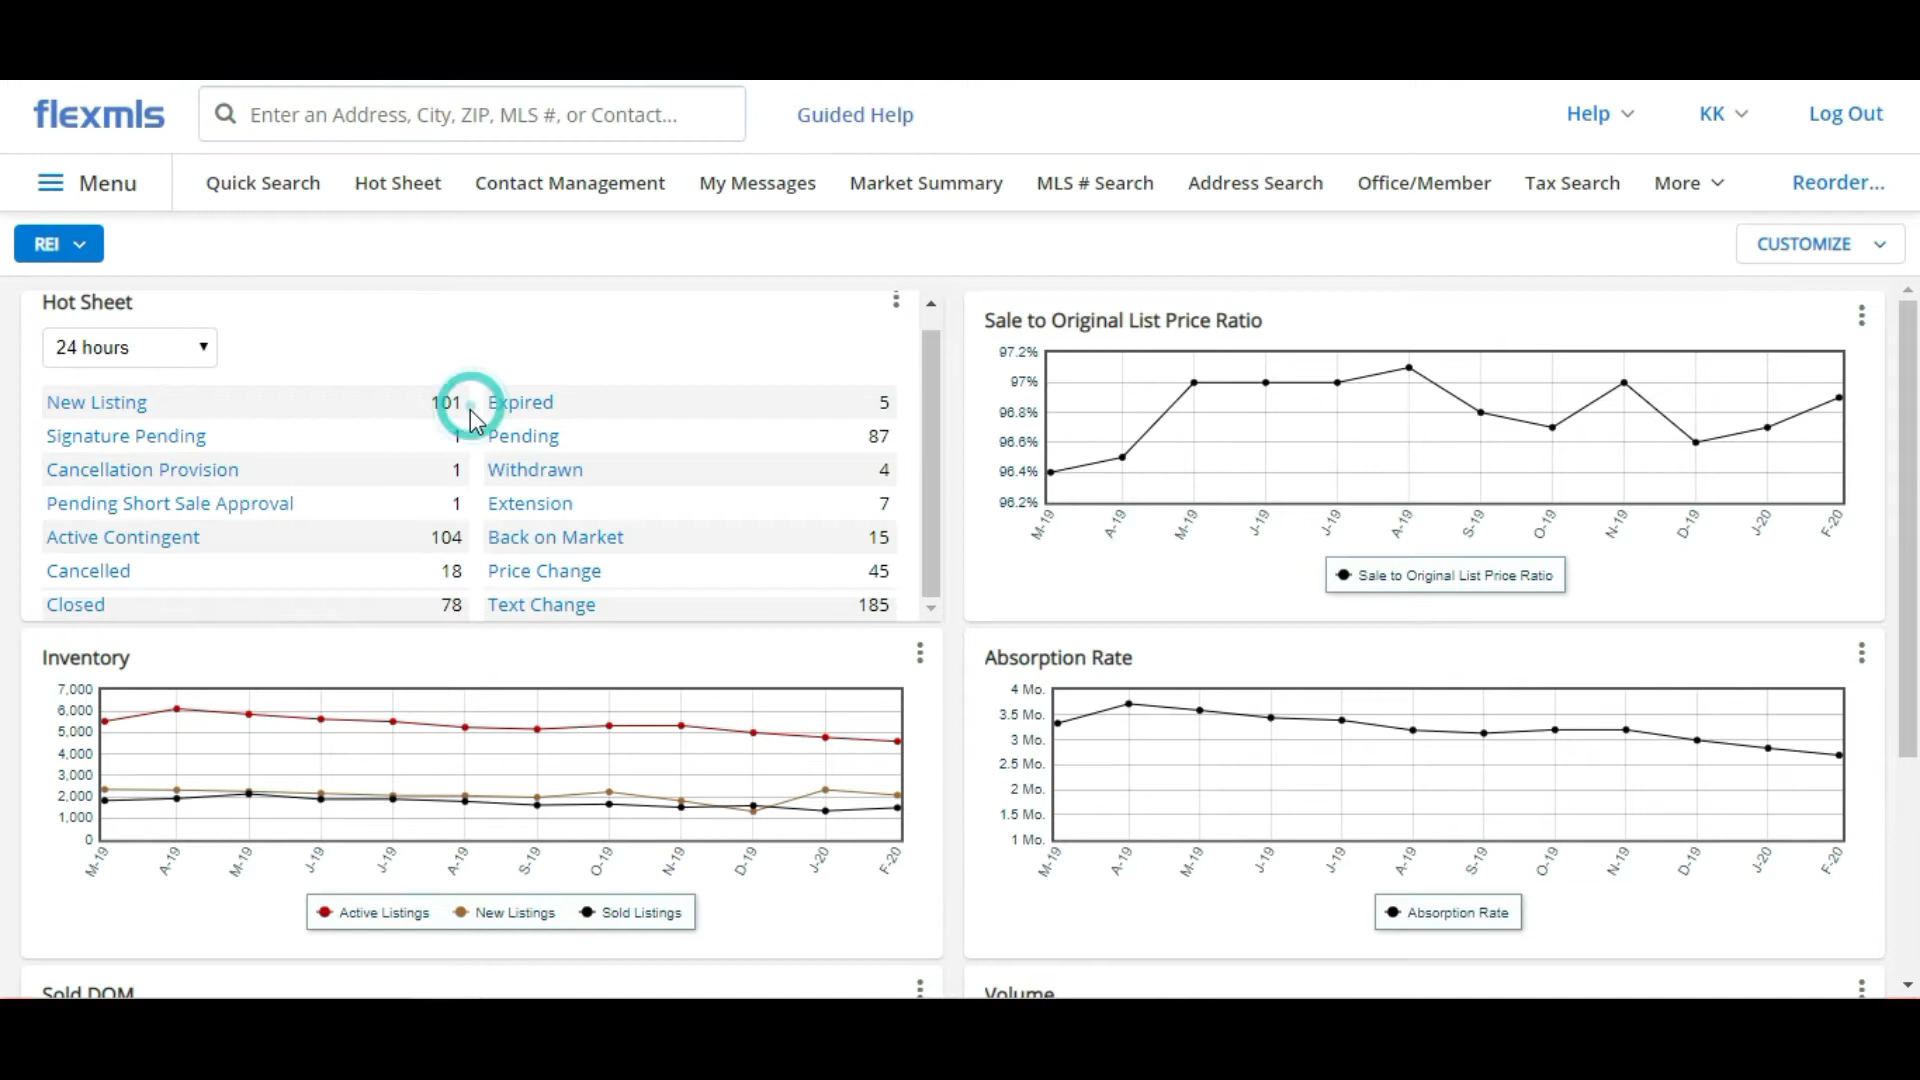 flexmls
Enter an Address, City, ZIP, MLS #, or Contact...
Guided Help
Help
KK
Log Out
Menu
Quick Search
Hot Sheet
Contact Management
My Messages
Market Summary
MLS # Search
Address Search
Office/Member
Tax Search
More
Reorder...
REI
CUSTOMIZE
Hot Sheet
24 hours
New Listing 101 Expired 5
Signature Pending 1 Pending 87
Cancellation Provision 1 Withdrawn 4
Pending Short Sale Approval 1 Extension 7
Active Contingent 104 Back on Market 15
Cancelled 18 Price Change 45
Closed 78 Text Change 185
Sale to Original List Price Ratio
97.2%
97%
96.8%
96.6%
96.4%
96.2%
M-19 A-19 M-19 J-19 J-19 A-19 S-19 O-19 N-19 D-19 J-20 F-20
Sale to Original List Price Ratio
Inventory
7,000
6,000
5,000
4,000
3,000
2,000
1,000
0
M-19 A-19 M-19 J-19 J-19 A-19 S-19 O-19 N-19 D-19 J-20 F-20
Active Listings New Listings Sold Listings
Absorption Rate
4 Mo.
3.5 Mo.
3 Mo.
2.5 Mo.
2 Mo.
1.5 Mo.
1 Mo.
M-19 A-19 M-19 J-19 J-19 A-19 S-19 O-19 N-19 D-19 J-20 F-20
Absorption Rate
Sold DOM
Volume